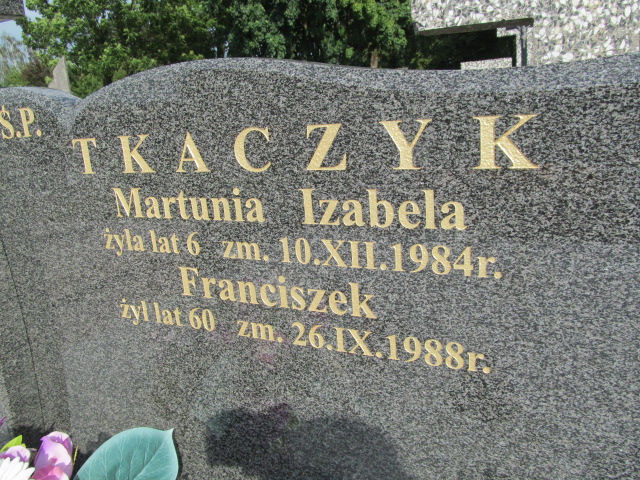 Ś.P.
TKACZYK
Martunia Izabela
żyła lat 6 zm. 10.XII.1984r.
Franciszek
żył lat 60 zm. 26.IX.1988r.